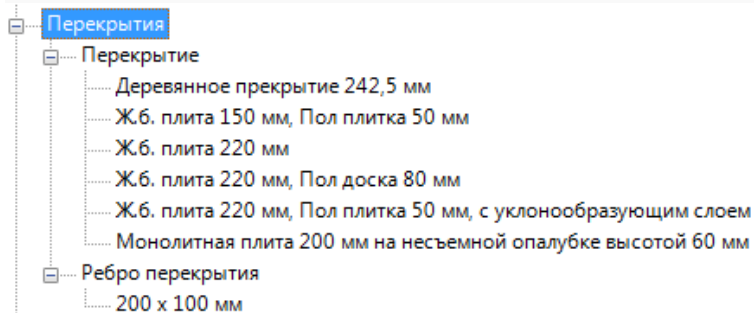 Перекрытия
Перекрытие
Деревянное прекрытие 242,5 мм
Ж.б. плита 150 мм, Пол плитка 50 мм
Ж.б. плита 220 мм
Ж.б. плита 220 мм, Пол доска 80 мм
Ж.б. плита 220 мм, Пол плитка 50 мм, с уклонообразующим слоем
Монолитная плита 200 мм на несъемной опалубке высотой 60 мм
Ребро перекрытия
200 x 100 мм